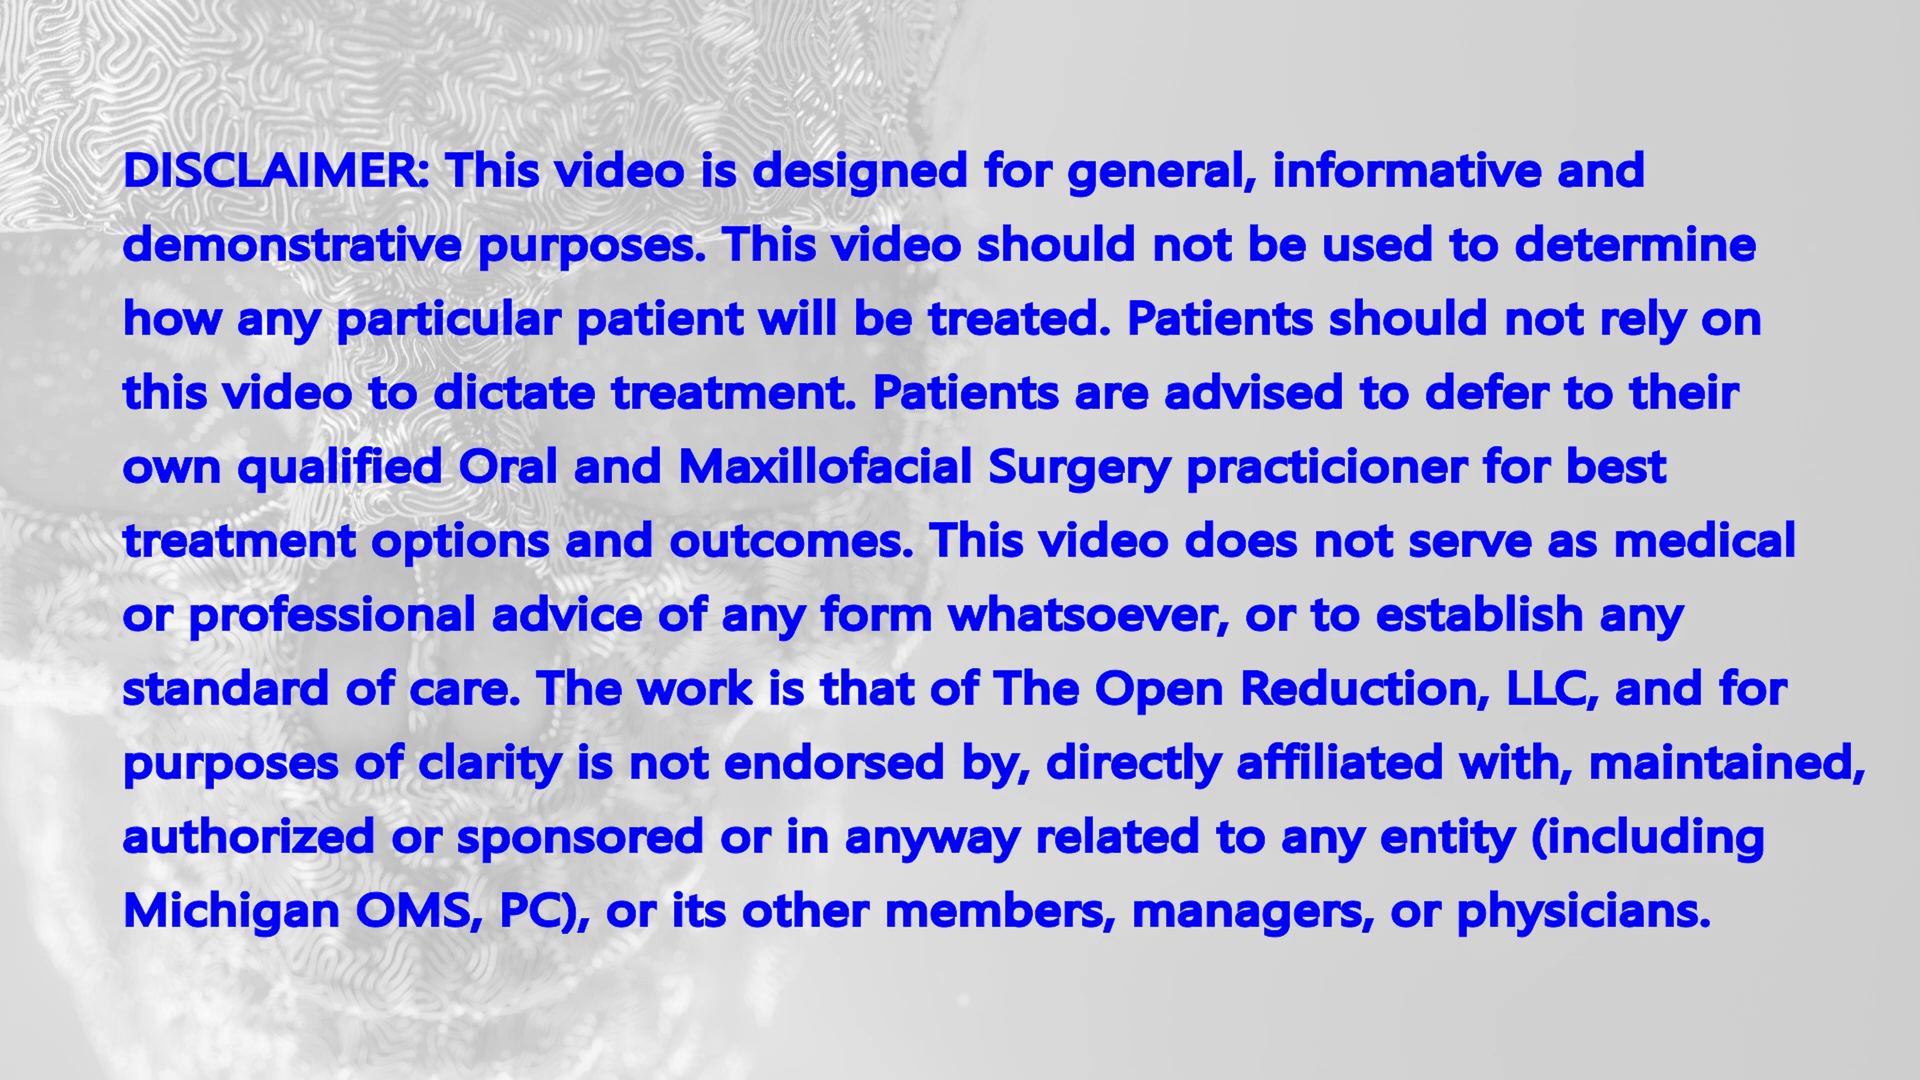 DISCLAIMER: This video is designed for general, informative and
demonstrative purposes. This video should not be used to determine
how any particular patient will be treated. Patients should not rely on
this video to dictate treatment. Patients are advised to defer to their
own qualified Oral and Maxillofacial Surgery practicioner for best
treatment options and outcomes. This video does not serve as medical
or professional advice of any form whatsoever, or to establish any
standard of care. The work is that of The Open Reduction, LLC, and for
purposes of clarity is not endorsed by, directly affiliated with, maintained,
authorized or sponsored or in anyway related to any entity (including
Michigan OMS, PC), or its other members, managers, or physicians.